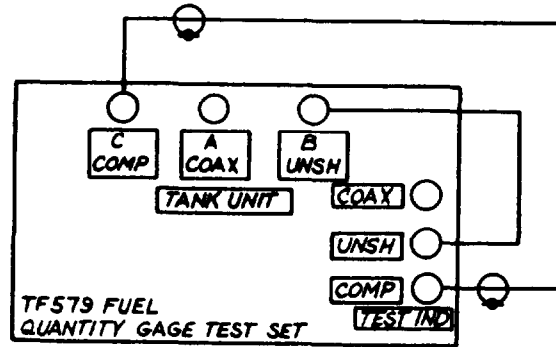 C
COMP
A
COAX
B
UNSH
TANK UNIT
COAX
UNSH
COMP
TEST IND
TF579 FUEL
QUANTITY GAGE TEST SET